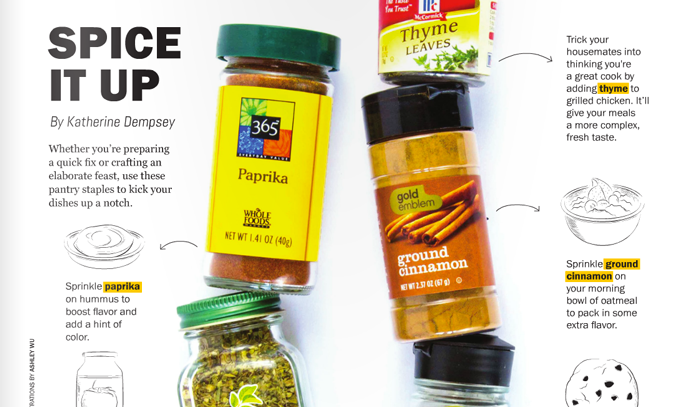 SPICE
IT UP
By Katherine Dempsey
Whether you're preparing
a quick fix or crafting an
elaborate feast, use these
pantry staples to kick your
dishes up a notch.
Sprinkle paprika
on hummus to
boost flavor and
add a hint of
color.
365
EVERYDAY VALUE
Paprika
WHOLE
FOODS
MARKET
NET WT 1.41 OZ (40g)
You Trust"
McCormick
Thyme
LEAVES
gold
emblem
ground
cinnamon
NET WT 2.37 OZ (67 g)
Trick your
housemates into
thinking you're
a great cook by
adding thyme to
grilled chicken. It'll
give your meals
a more complex,
fresh taste.
Sprinkle ground
cinnamon on
your morning
bowl of oatmeal
to pack in some
extra flavor.
RATIONS BY ASHLEY WU